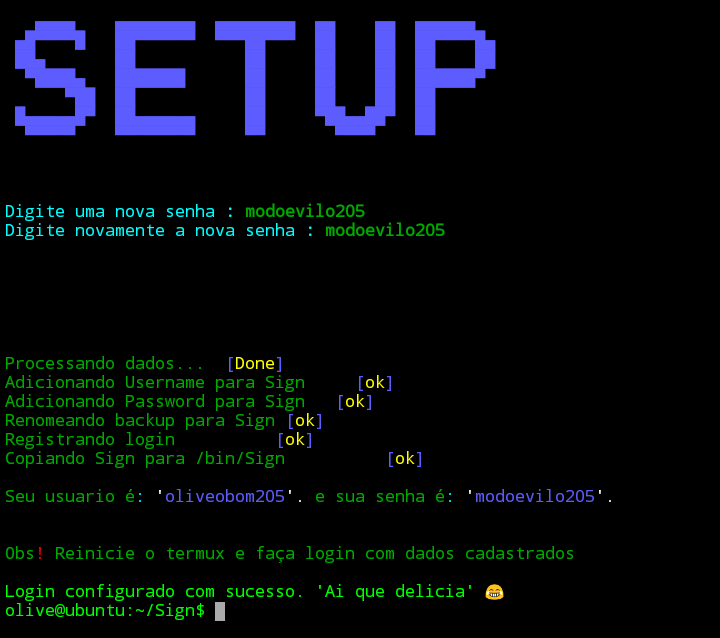 SETUP
Digite uma nova senha : modoevilo205
Digite novamente a nova senha : modoevilo205
Processando dados... [Done]
Adicionando Username para Sign [ok]
Adicionando Password para Sign [ok]
Renomeando backup para Sign [ok]
Registrando login [ok]
Copiando Sign para /bin/Sign [ok]
Seu usuario é: 'oliveobom205'. e sua senha é: 'modoevilo205'.
Obs! Reinicie o termux e faça login com dados cadastrados
Login configurado com sucesso. 'Ai que delicia' 😂
olive@ubuntu:~/Sign$